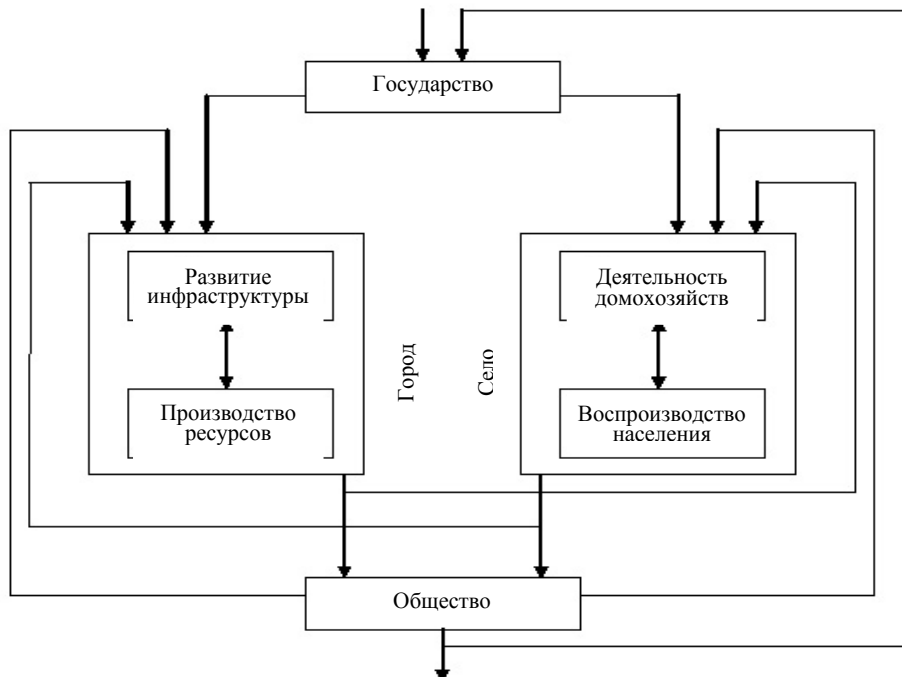 Государство
Развитие
инфраструктуры
Производство
ресурсов
Город
Село
Деятельность
домохозяйств
Воспроизводство
населения
Общество